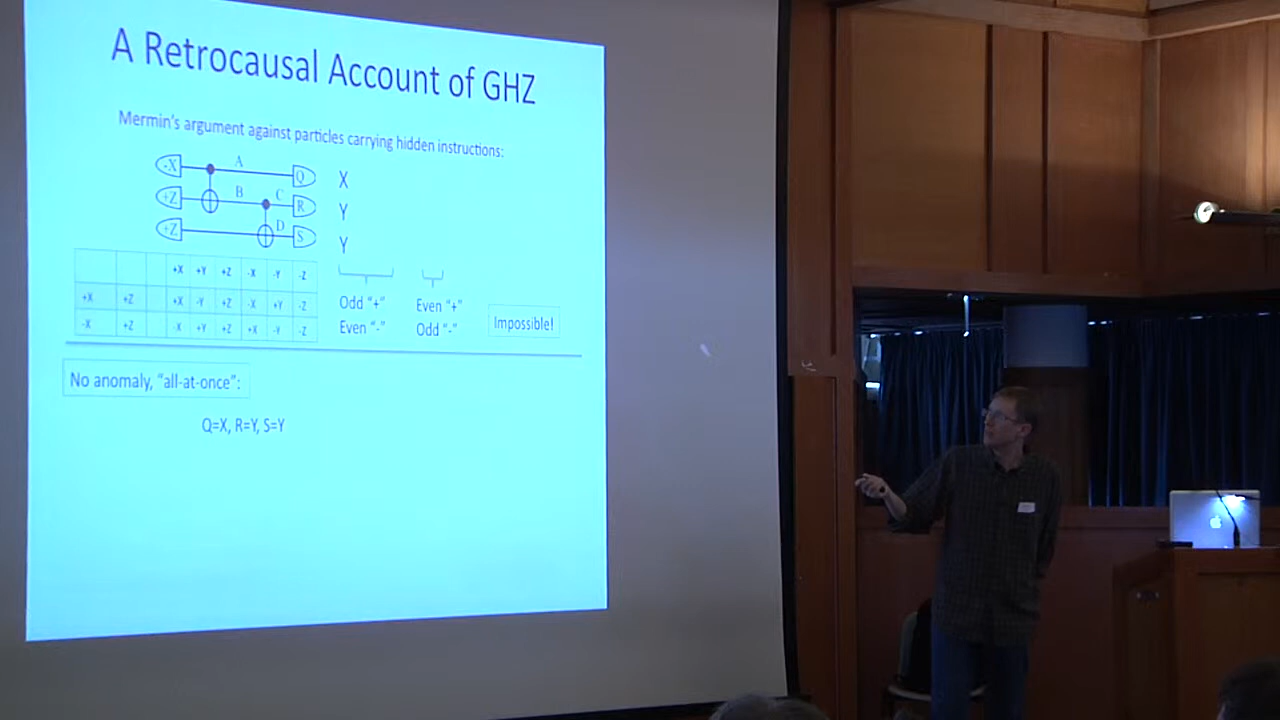 A Retrocausal Account of GHZ
Mermin's argument against particles carrying hidden instructions:
-X A Q X
+Z B C R Y
+Z D S Y
+X +Y +Z -X -Y -Z
+X +Z +X -Y +Z -X +Y -Z
-X +Z -X +Y +Z +X -Y -Z
Odd "+" Even "+"
Even "-" Odd "-"
Impossible!
No anomaly, "all-at-once":
Q=X, R=Y, S=Y